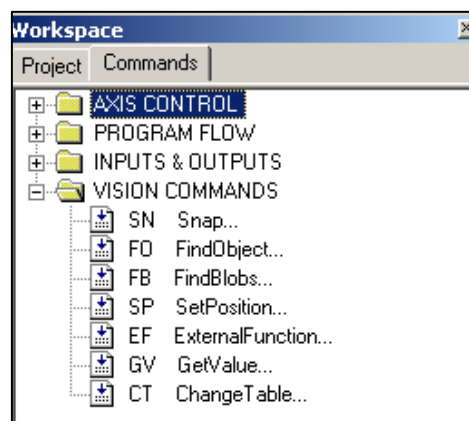 Workspace
Project Commands
AXIS CONTROL
PROGRAM FLOW
INPUTS & OUTPUTS
VISION COMMANDS
SN Snap...
FO FindObject...
FB FindBlobs...
SP SetPosition...
EF ExternalFunction...
GV GetValue...
CT ChangeTable...